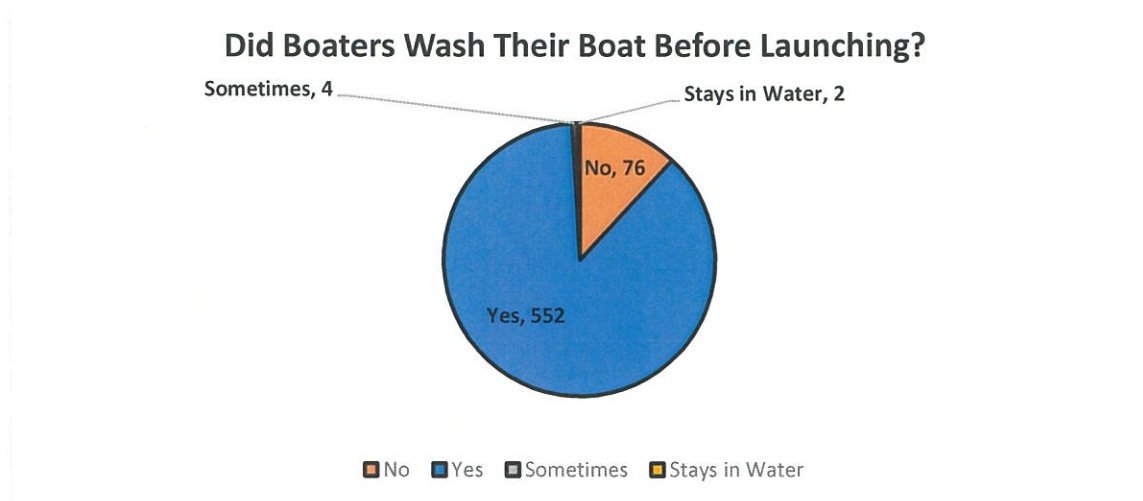 Did Boaters Wash Their Boat Before Launching?
Sometimes, 4
Stays in Water, 2
No, 76
Yes, 552
No Yes Sometimes Stays in Water